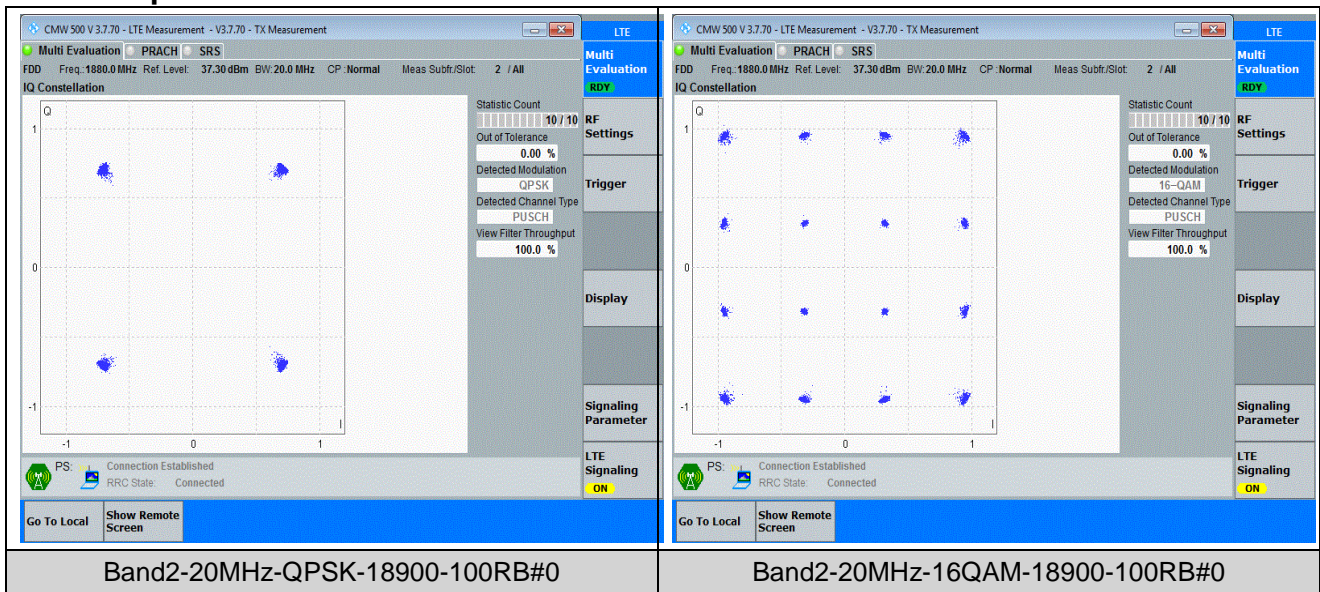 CMW 500 V 3.7.70 - LTE Measurement - V3.7.70 - TX Measurement
LTE
Multi Evaluation PRACH SRS
Multi Evaluation
RDY
FDD Freq.:1880.0 MHz Ref. Level: 37.30 dBm BW:20.0 MHz CP :Normal Meas Subfr./Slot: 2 / All
IQ Constellation
Q
1
0
-1
-1 0 1
I
Statistic Count
10 / 10
Out of Tolerance
0.00 %
Detected Modulation
QPSK
Detected Channel Type
PUSCH
View Filter Throughput
100.0 %
RF
Settings
Trigger
Display
Signaling
Parameter
LTE
Signaling
ON
PS: Connection Established
RRC State: Connected
Go To Local
Show Remote
Screen
Band2-20MHz-QPSK-18900-100RB#0
CMW 500 V 3.7.70 - LTE Measurement - V3.7.70 - TX Measurement
LTE
Multi Evaluation PRACH SRS
Multi
Evaluation
RDY
FDD Freq.:1880.0 MHz Ref. Level: 37.30 dBm BW:20.0 MHz CP :Normal Meas Subfr./Slot: 2 / All
IQ Constellation
Q
1
0
-1
-1 0 1
I
Statistic Count
10 / 10
Out of Tolerance
0.00 %
Detected Modulation
16-QAM
Detected Channel Type
PUSCH
View Filter Throughput
100.0 %
RF
Settings
Trigger
Display
Signaling
Parameter
LTE
Signaling
ON
PS: Connection Established
RRC State: Connected
Go To Local
Show Remote
Screen
Band2-20MHz-16QAM-18900-100RB#0